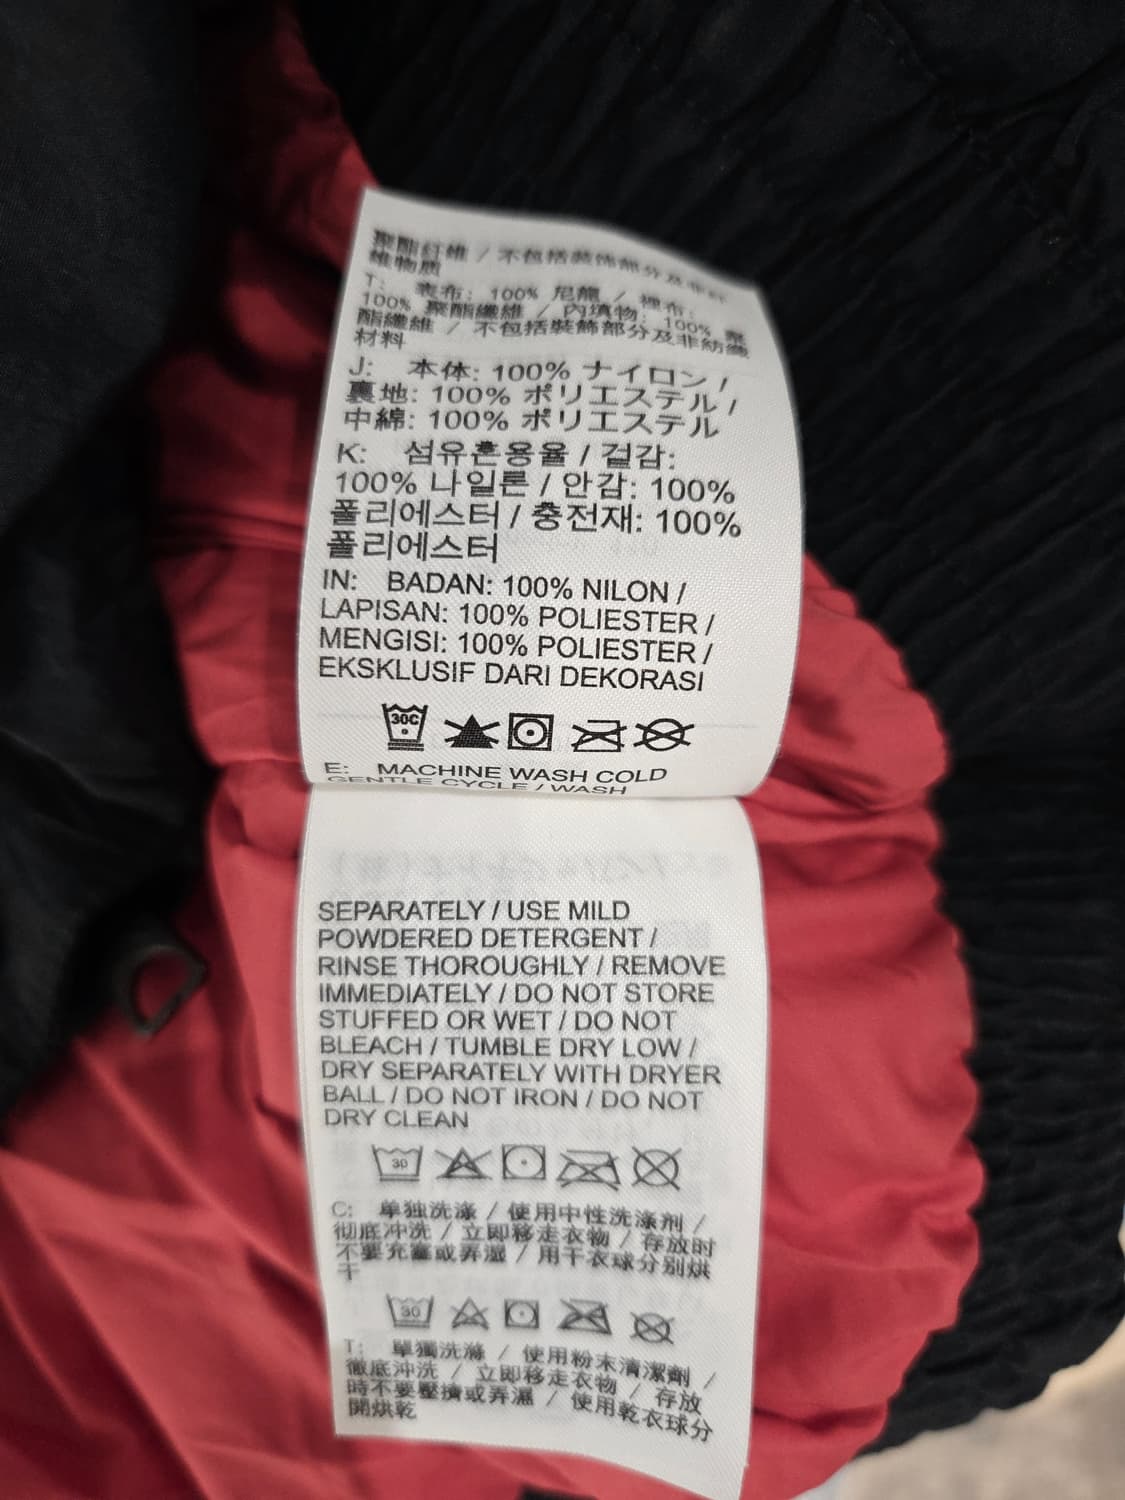 聚酯纤维 / 不包括装饰部分及非纤
维物质
T: 表布: 100% 尼龍 / 裡布:
100% 聚酯纖維 / 內填物: 100% 聚
酯纖維 / 不包括裝飾部分及非紡織
材料
J: 本体: 100% ナイロン /
裏地: 100% ポリエステル /
中綿: 100% ポリエステル
K: 섬유혼용율 / 겉감:
100% 나일론 / 안감: 100%
폴리에스터 / 충전재: 100%
폴리에스터
IN: BADAN: 100% NILON /
LAPISAN: 100% POLIESTER /
MENGISI: 100% POLIESTER /
EKSKLUSIF DARI DEKORASI
30C
E: MACHINE WASH COLD
GENTLE CYCLE / WASH
SEPARATELY / USE MILD
POWDERED DETERGENT /
RINSE THOROUGHLY / REMOVE
IMMEDIATELY / DO NOT STORE
STUFFED OR WET / DO NOT
BLEACH / TUMBLE DRY LOW /
DRY SEPARATELY WITH DRYER
BALL / DO NOT IRON / DO NOT
DRY CLEAN
30
C: 单独洗涤 / 使用中性洗涤剂 /
彻底冲洗 / 立即移走衣物 / 存放时
不要充塞或弄湿 / 用干衣球分别烘
干
30
T: 單獨洗滌 / 使用粉末清潔劑 /
徹底沖洗 / 立即移走衣物 / 存放
時不要壓擠或弄濕 / 使用乾衣球分
開烘乾